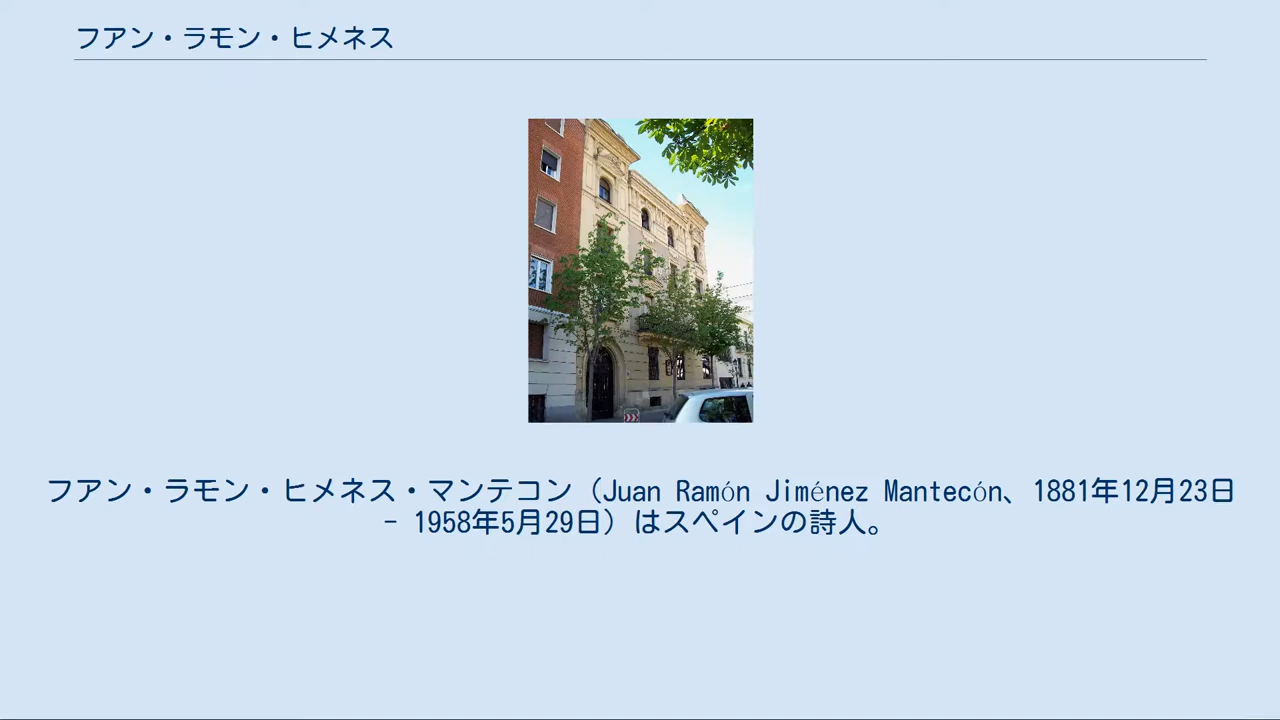 フアン・ラモン・ヒメネス
フアン・ラモン・ヒメネス・マンテコン（Juan Ramón Jiménez Mantecón、1881年12月23日
- 1958年5月29日）はスペインの詩人。